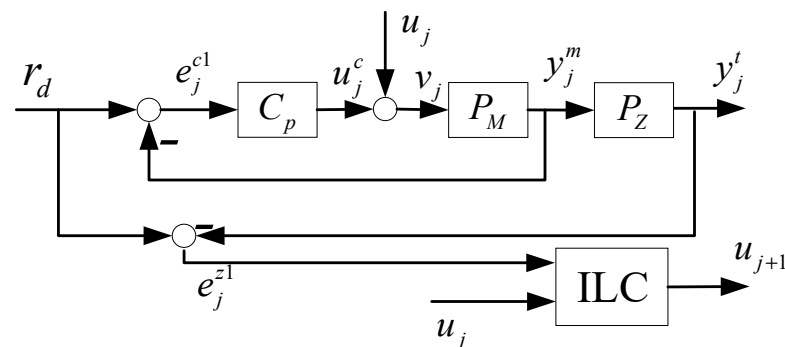 u_j
r_d
e_j^{c1}
C_p
u_j^c
v_j
P_M
y_j^m
P_Z
y_j^t
-
-
e_j^{z1}
ILC
u_{j+1}
u_j